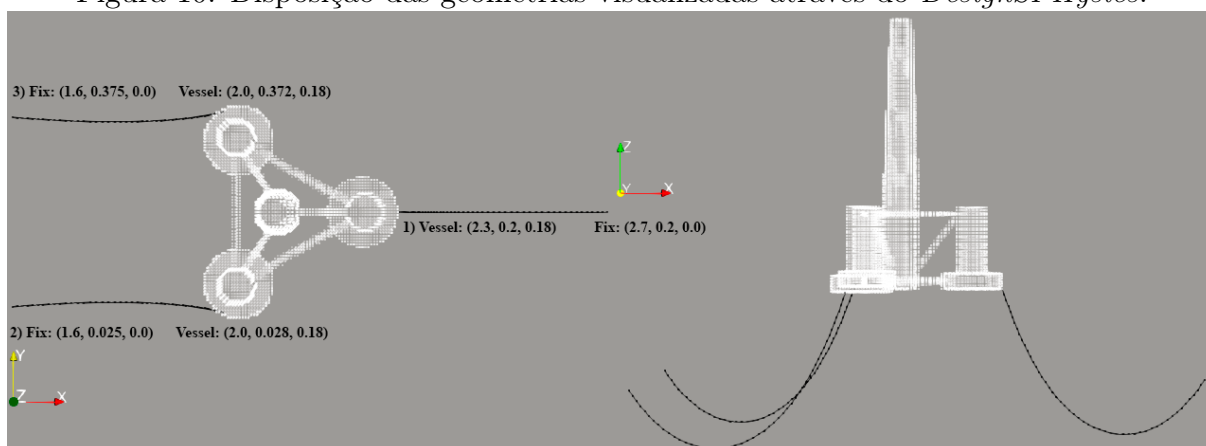 Figura 10: Disposição das geometrias visualizadas através do DesignSPHysics.
3) Fix: (1.6, 0.375, 0.0) Vessel: (2.0, 0.372, 0.18)
Z
Y
X
1) Vessel: (2.3, 0.2, 0.18) Fix: (2.7, 0.2, 0.0)
2) Fix: (1.6, 0.025, 0.0) Vessel: (2.0, 0.028, 0.18)
Y
Z
X